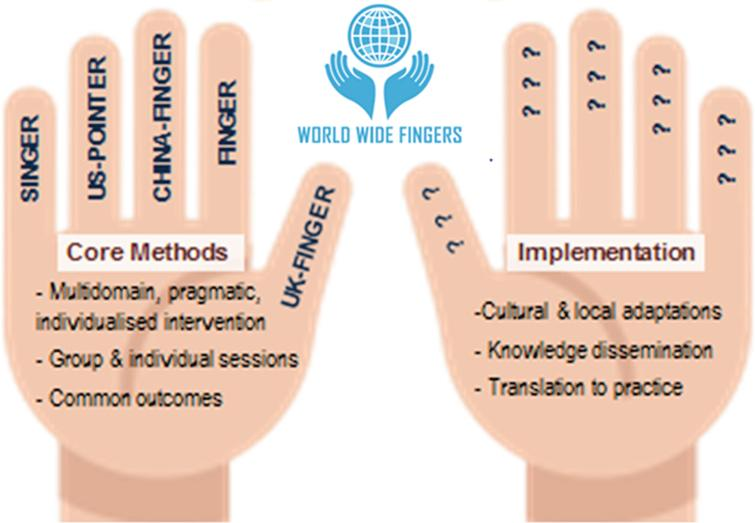 SINGER
US-POINTER
CHINA-FINGER
FINGER
UK-FINGER
WORLD WIDE FINGERS
? ? ?
? ? ?
? ? ?
? ? ?
? ? ?
Core Methods
- Multidomain, pragmatic,
individualised intervention
- Group & individual sessions
- Common outcomes
Implementation
-Cultural & local adaptations
- Knowledge dissemination
- Translation to practice